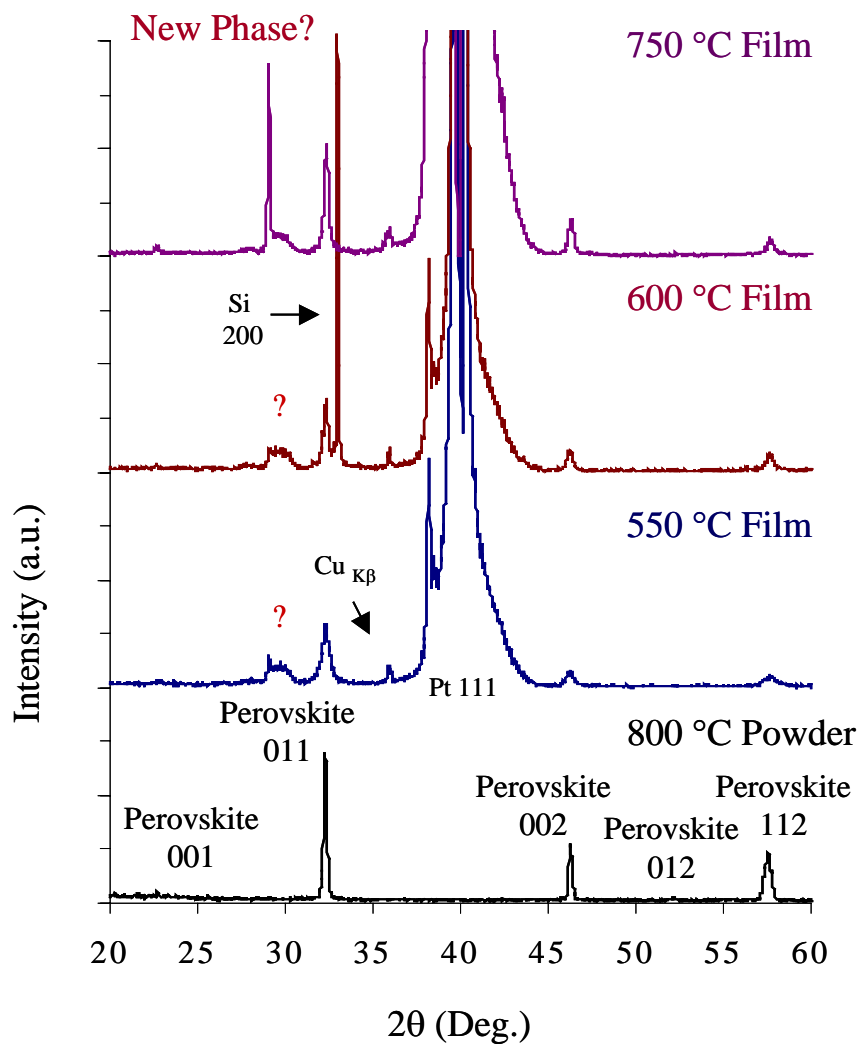 New Phase?
750 °C Film
Si
200
600 °C Film
?
550 °C Film
Cu Kβ
?
Pt 111
Perovskite
011
800 °C Powder
Perovskite
001
Perovskite
002
Perovskite
012
Perovskite
112
Intensity (a.u.)
20 25 30 35 40 45 50 55 60
2θ (Deg.)